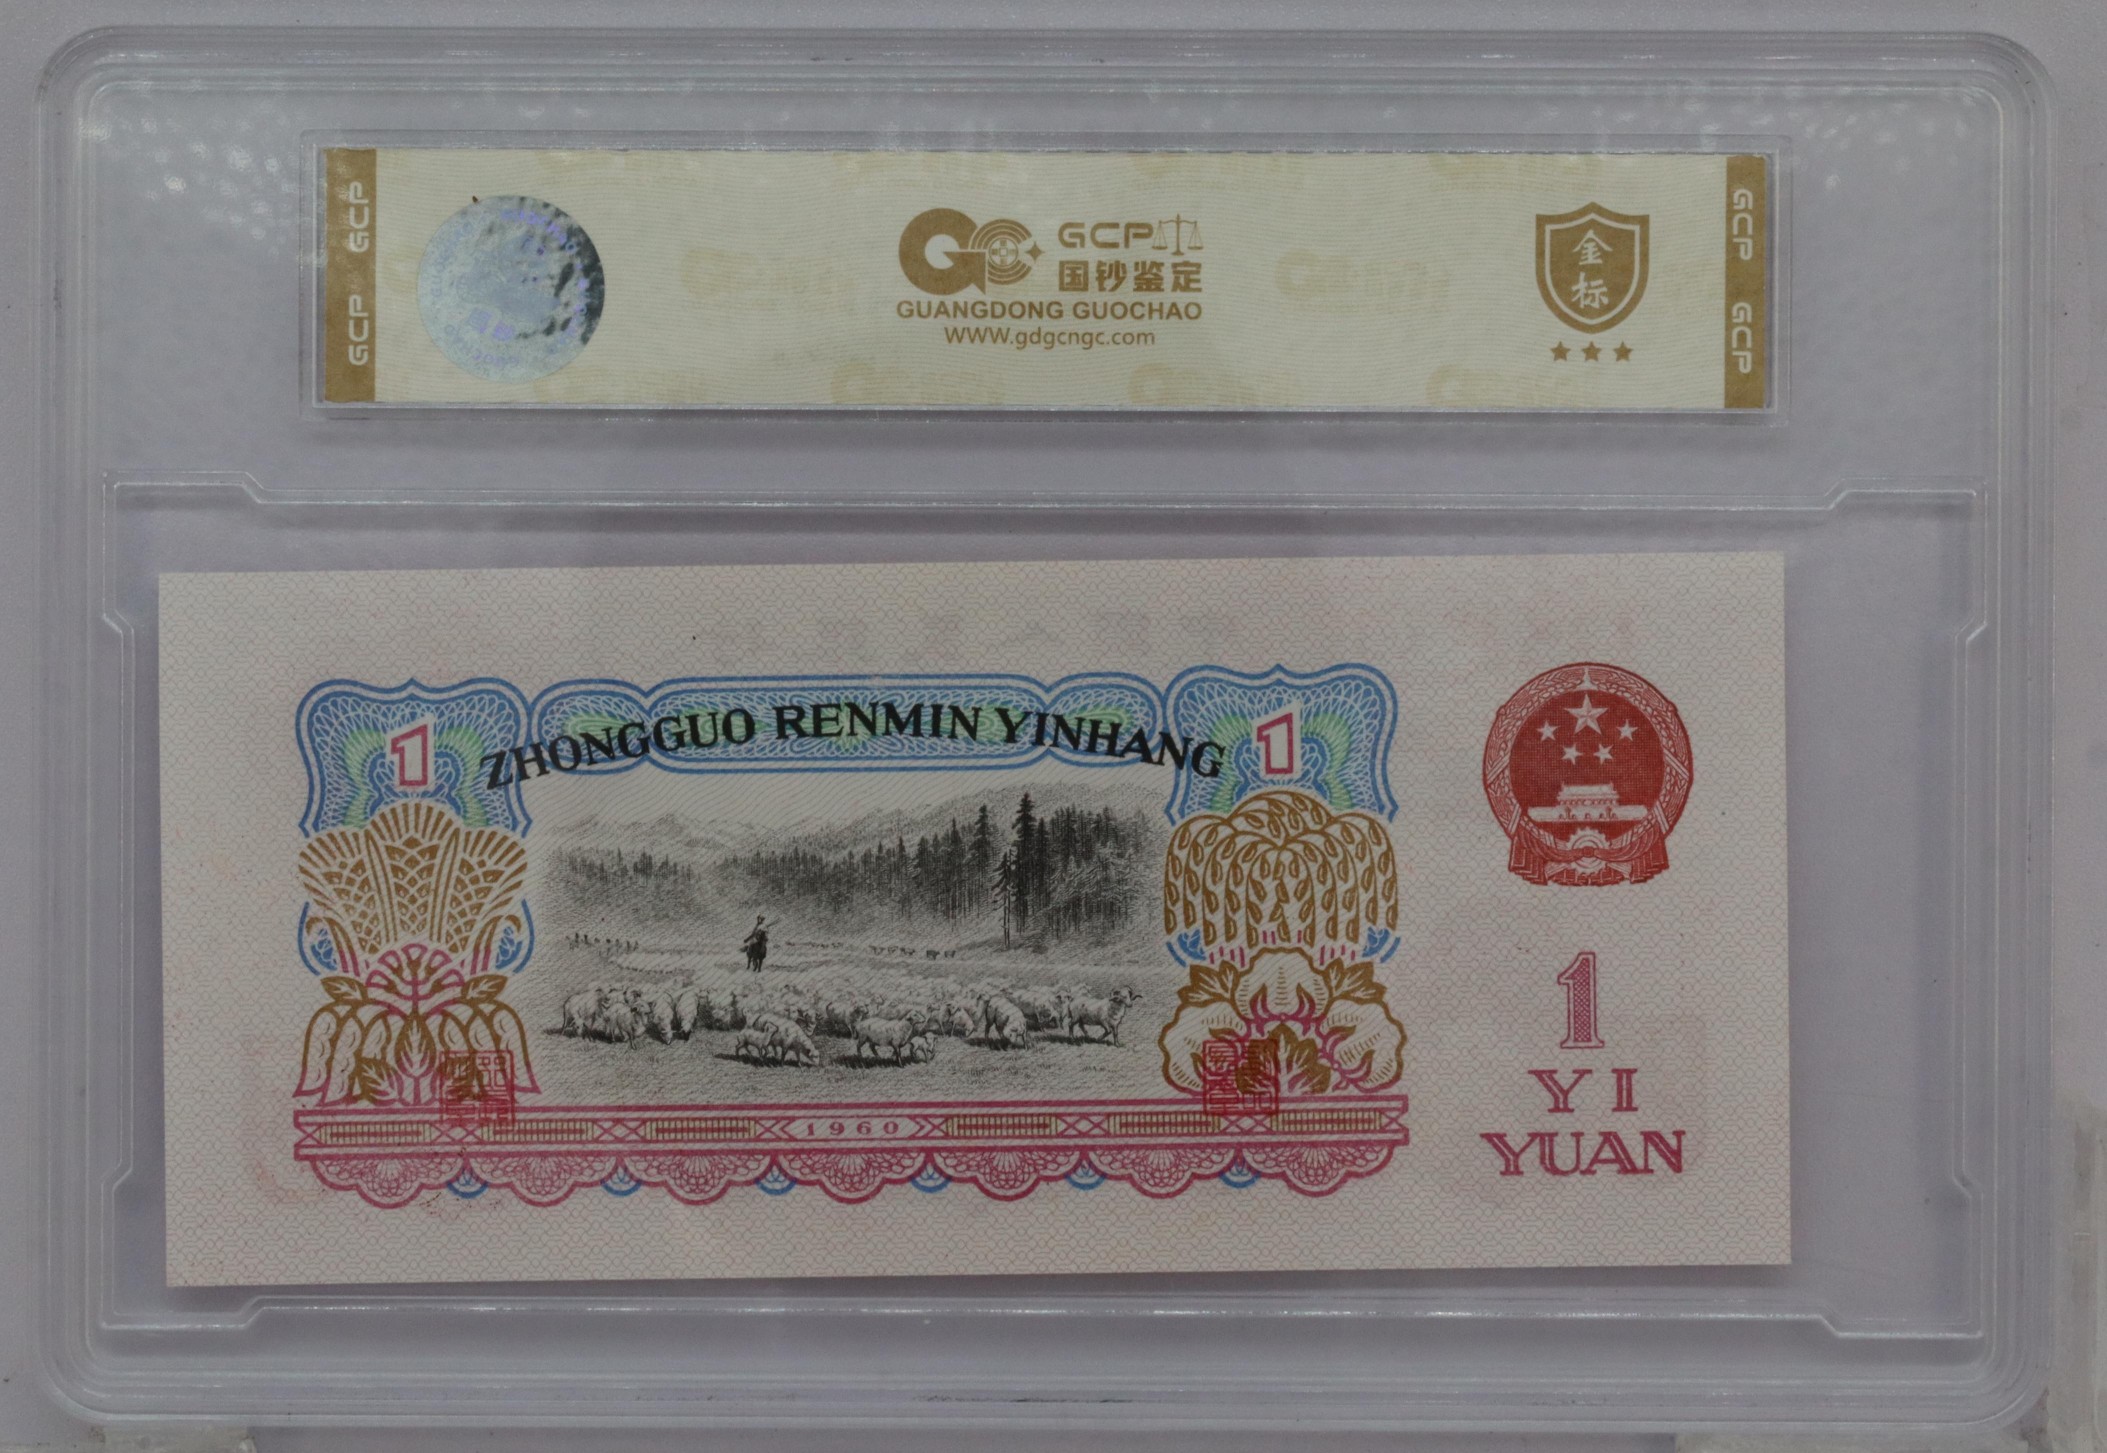 GCP GCP
GCP
国钞鉴定
GUANGDONG GUOCHAO
WWW.gdgcngc.com
金
标
GCP GCP
1
ZHONGGUO RENMIN YINHANG
1
1960
1
YI
YUAN